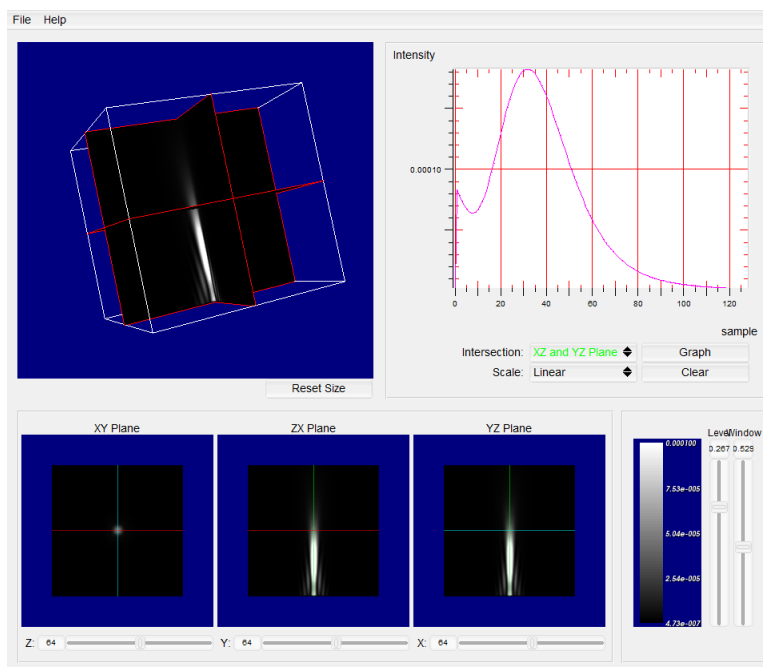 File Help
Intensity
0.00010
0 20 40 60 80 100 120
sample
Intersection: XZ and YZ Plane Graph
Scale: Linear Clear
Reset Size
XY Plane ZX Plane YZ Plane
Level Window
0.267 0.529
0.000100
7.53e-005
5.04e-005
2.54e-005
4.73e-007
Z: 64 Y: 64 X: 64